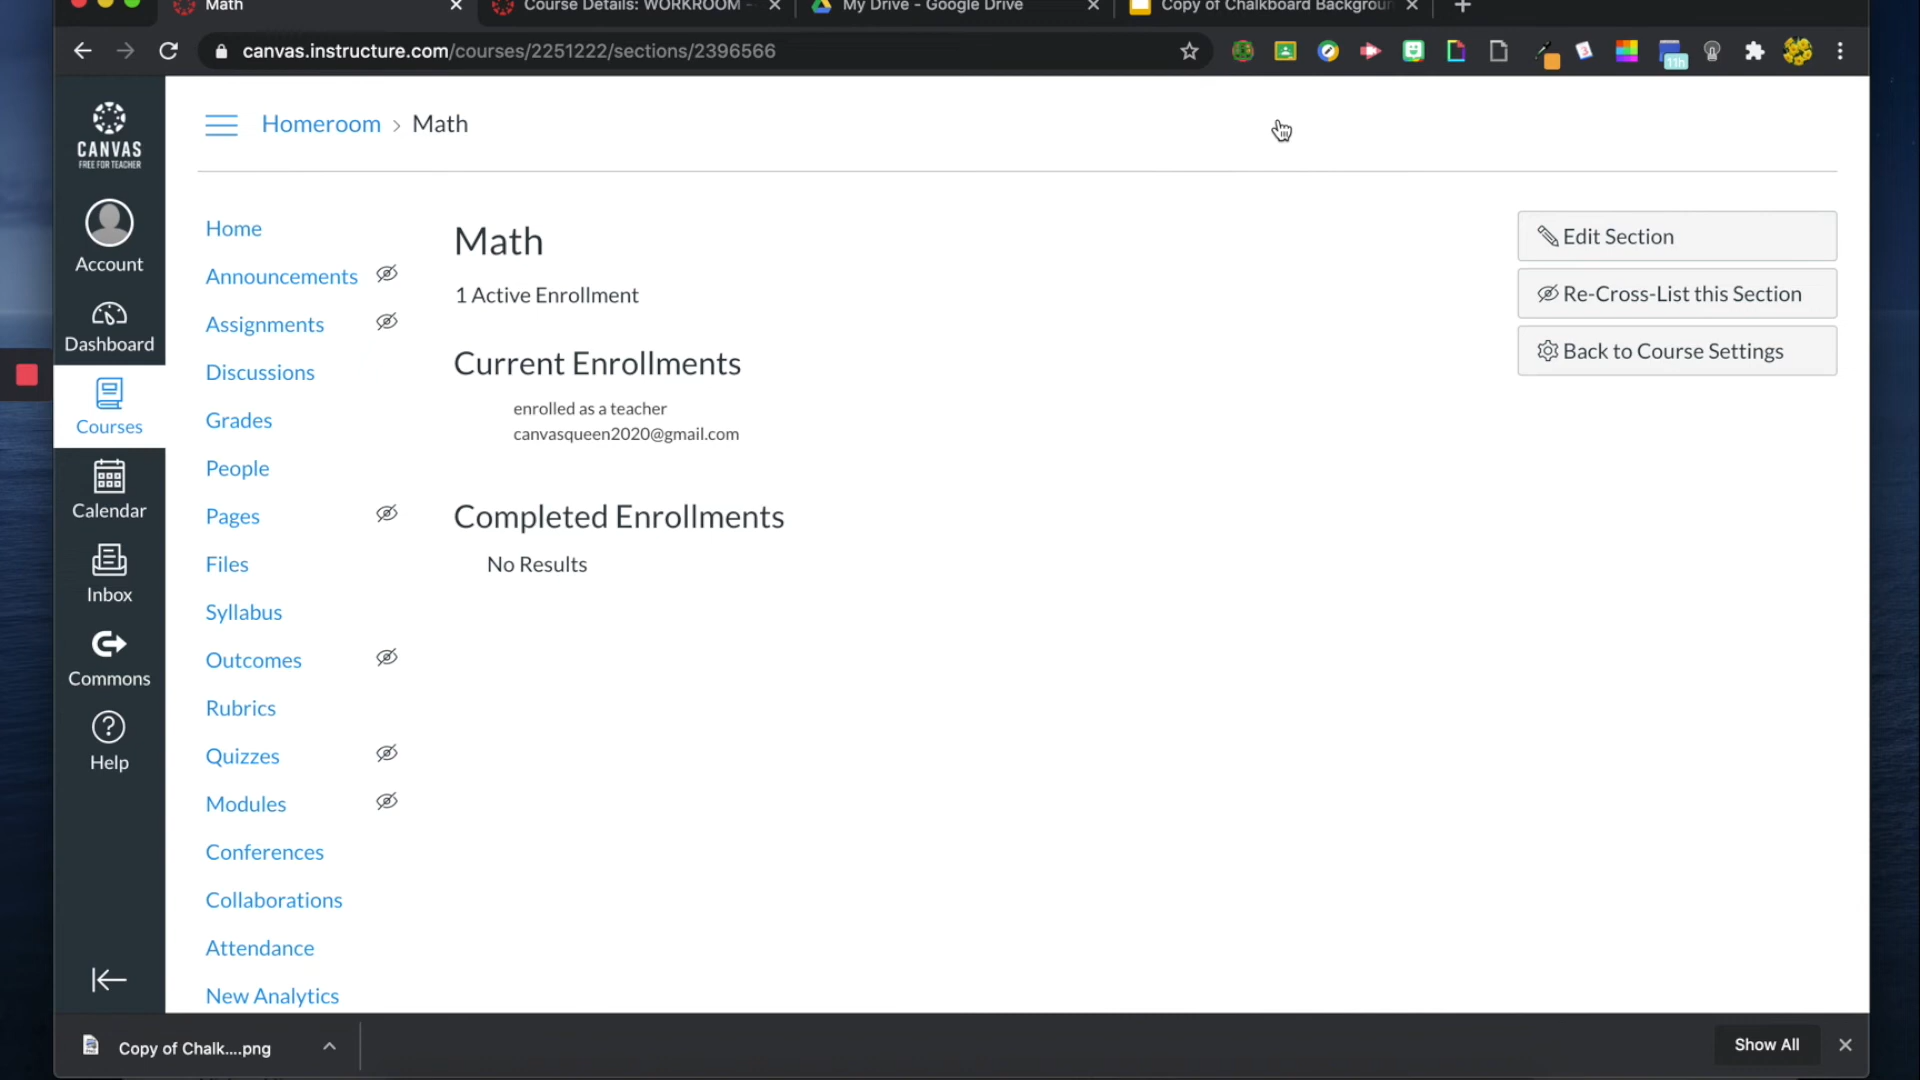 Math
Course Details: WORKROOM -
My Drive - Google Drive
Copy of Chalkboard Backgroun
canvas.instructure.com/courses/2251222/sections/2396566
3
11h
CANVAS
FREE FOR TEACHER
Account
Dashboard
Courses
Calendar
Inbox
Commons
Help
Homeroom › Math
Home
Announcements
Assignments
Discussions
Grades
People
Pages
Files
Syllabus
Outcomes
Rubrics
Quizzes
Modules
Conferences
Collaborations
Attendance
New Analytics
Math
1 Active Enrollment
Current Enrollments
enrolled as a teacher
canvasqueen2020@gmail.com
Completed Enrollments
No Results
Edit Section
Re-Cross-List this Section
Back to Course Settings
Copy of Chalk....png
Show All